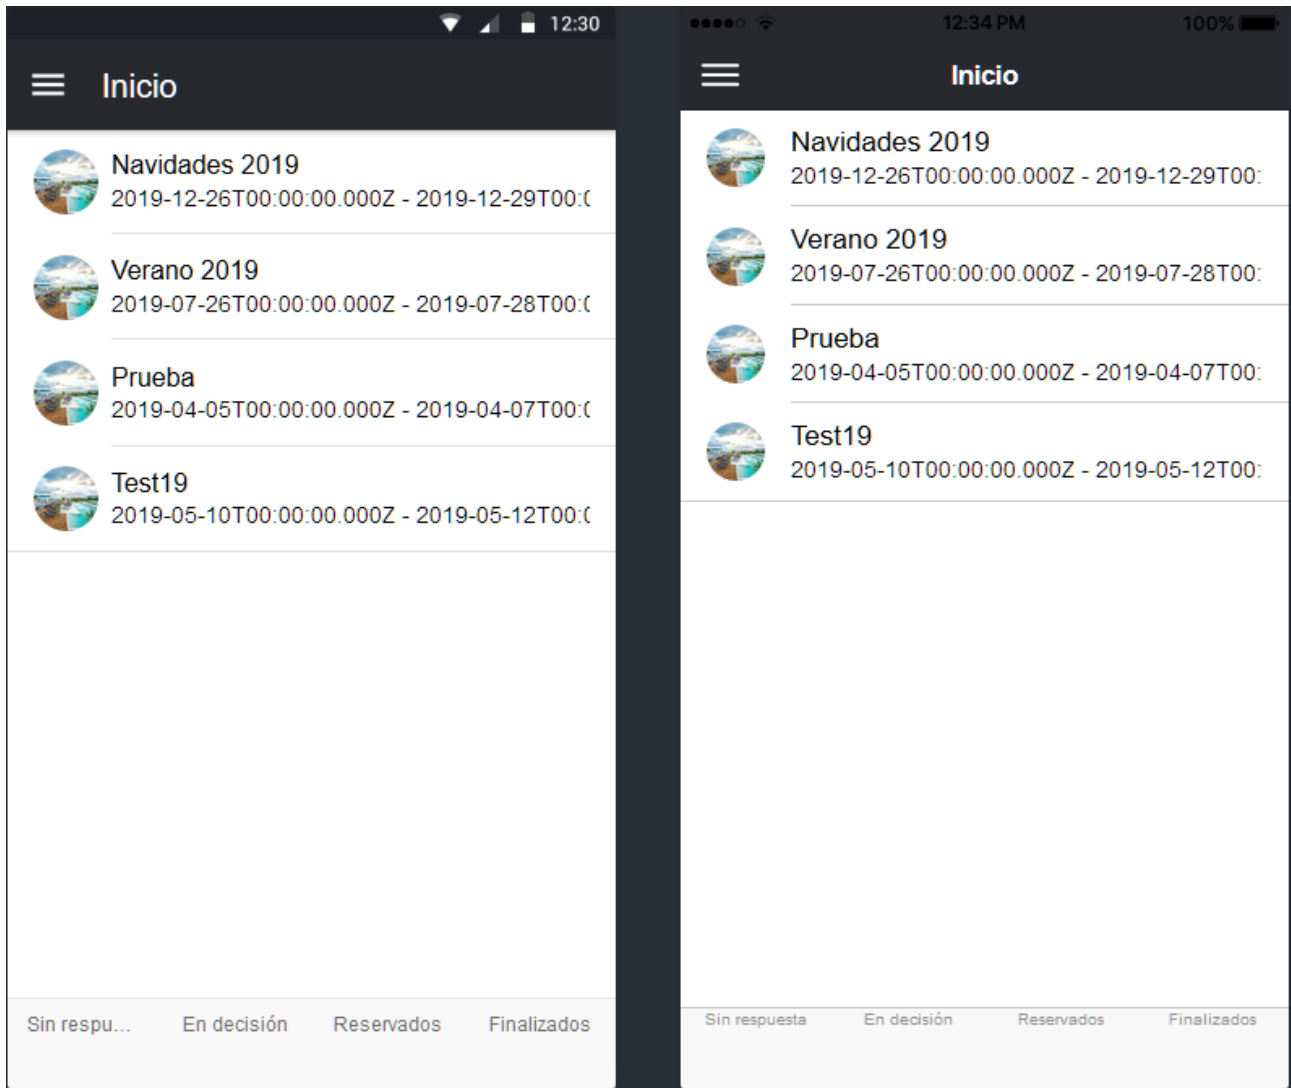 12:30
Inicio
Navidades 2019
2019-12-26T00:00:00.000Z - 2019-12-29T00:0
Verano 2019
2019-07-26T00:00:00.000Z - 2019-07-28T00:0
Prueba
2019-04-05T00:00:00.000Z - 2019-04-07T00:0
Test19
2019-05-10T00:00:00.000Z - 2019-05-12T00:0
Sin respu... En decisión Reservados Finalizados
12:34 PM 100%
Inicio
Navidades 2019
2019-12-26T00:00:00.000Z - 2019-12-29T00:
Verano 2019
2019-07-26T00:00:00.000Z - 2019-07-28T00:
Prueba
2019-04-05T00:00:00.000Z - 2019-04-07T00:
Test19
2019-05-10T00:00:00.000Z - 2019-05-12T00:
Sin respuesta En decisión Reservados Finalizados